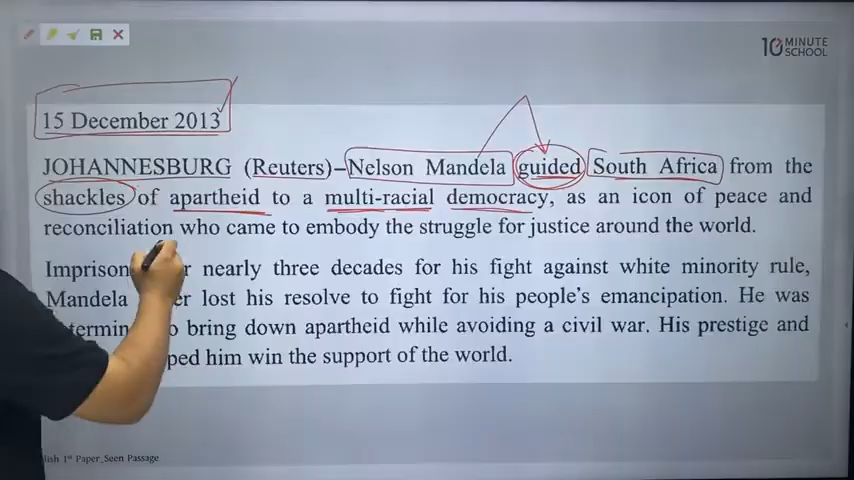 10 MINUTE SCHOOL
15 December 2013
JOHANNESBURG (Reuters)–Nelson Mandela guided South Africa from the
shackles of apartheid to a multi-racial democracy, as an icon of peace and
reconciliation who came to embody the struggle for justice around the world.
Imprison nearly three decades for his fight against white minority rule,
Mandela lost his resolve to fight for his people's emancipation. He was
bring down apartheid while avoiding a civil war. His prestige and
him win the support of the world.
1st Paper_Seen Passage